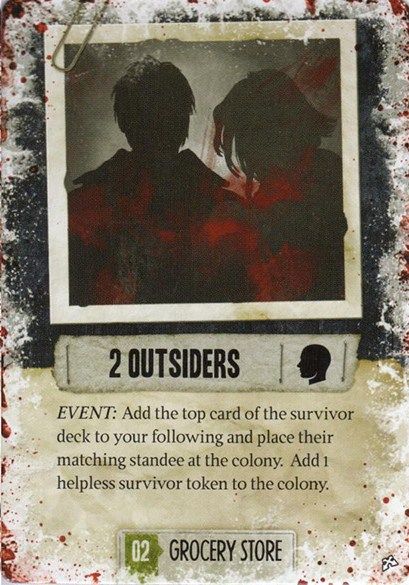 2 OUTSIDERS
EVENT: Add the top card of the survivor
deck to your following and place their
matching standee at the colony. Add 1
helpless survivor token to the colony.
02 GROCERY STORE